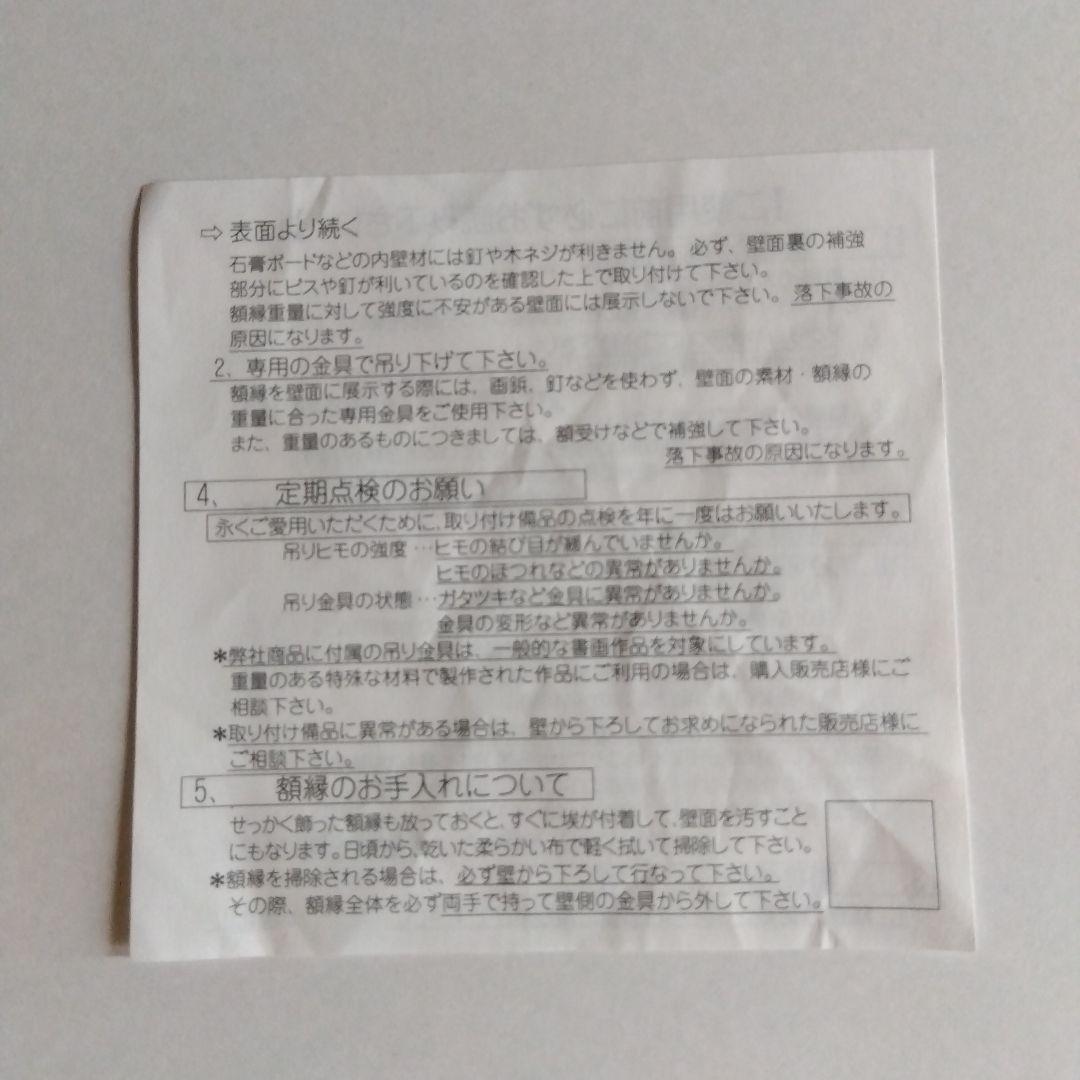 ⇨ 表面より続く
石膏ボードなどの内壁材には釘や木ネジが利きません。必ず、壁面裏の補強
部分にビスや釘が利いているのを確認した上で取り付けて下さい。
額縁重量に対して強度に不安がある壁面には展示しないで下さい。落下事故の
原因になります。
2、専用の金具で吊り下げて下さい。
額縁を壁面に展示する際には、画鋲、釘などを使わず、壁面の素材・額縁の
重量に合った専用金具をご使用下さい。
また、重量のあるものにつきましては、額受けなどで補強して下さい。
落下事故の原因になります。
4、 定期点検のお願い
永くご愛用いただくために、取り付け備品の点検を年に一度はお願いいたします。
吊りヒモの強度…ヒモの結び目が緩んでいませんか。
ヒモのほつれなどの異常がありませんか。
吊り金具の状態…ガタツキなど金具に異常がありませんか。
金具の変形など異常がありませんか。
*弊社商品に付属の吊り金具は、一般的な書画作品を対象にしています。
重量のある特殊な材料で製作された作品にご利用の場合は、購入販売店様にご
相談下さい。
*取り付け備品に異常がある場合は、壁から下ろしてお求めになられた販売店様に
ご相談下さい。
5、 額縁のお手入れについて
せっかく飾った額縁も放っておくと、すぐに埃が付着して、壁面を汚すこと
にもなります。日頃から、乾いた柔らかい布で軽く拭いて掃除して下さい。
*額縁を掃除される場合は、必ず壁から下ろして行なって下さい。
その際、額縁全体を必ず両手で持って壁側の金具から外して下さい。